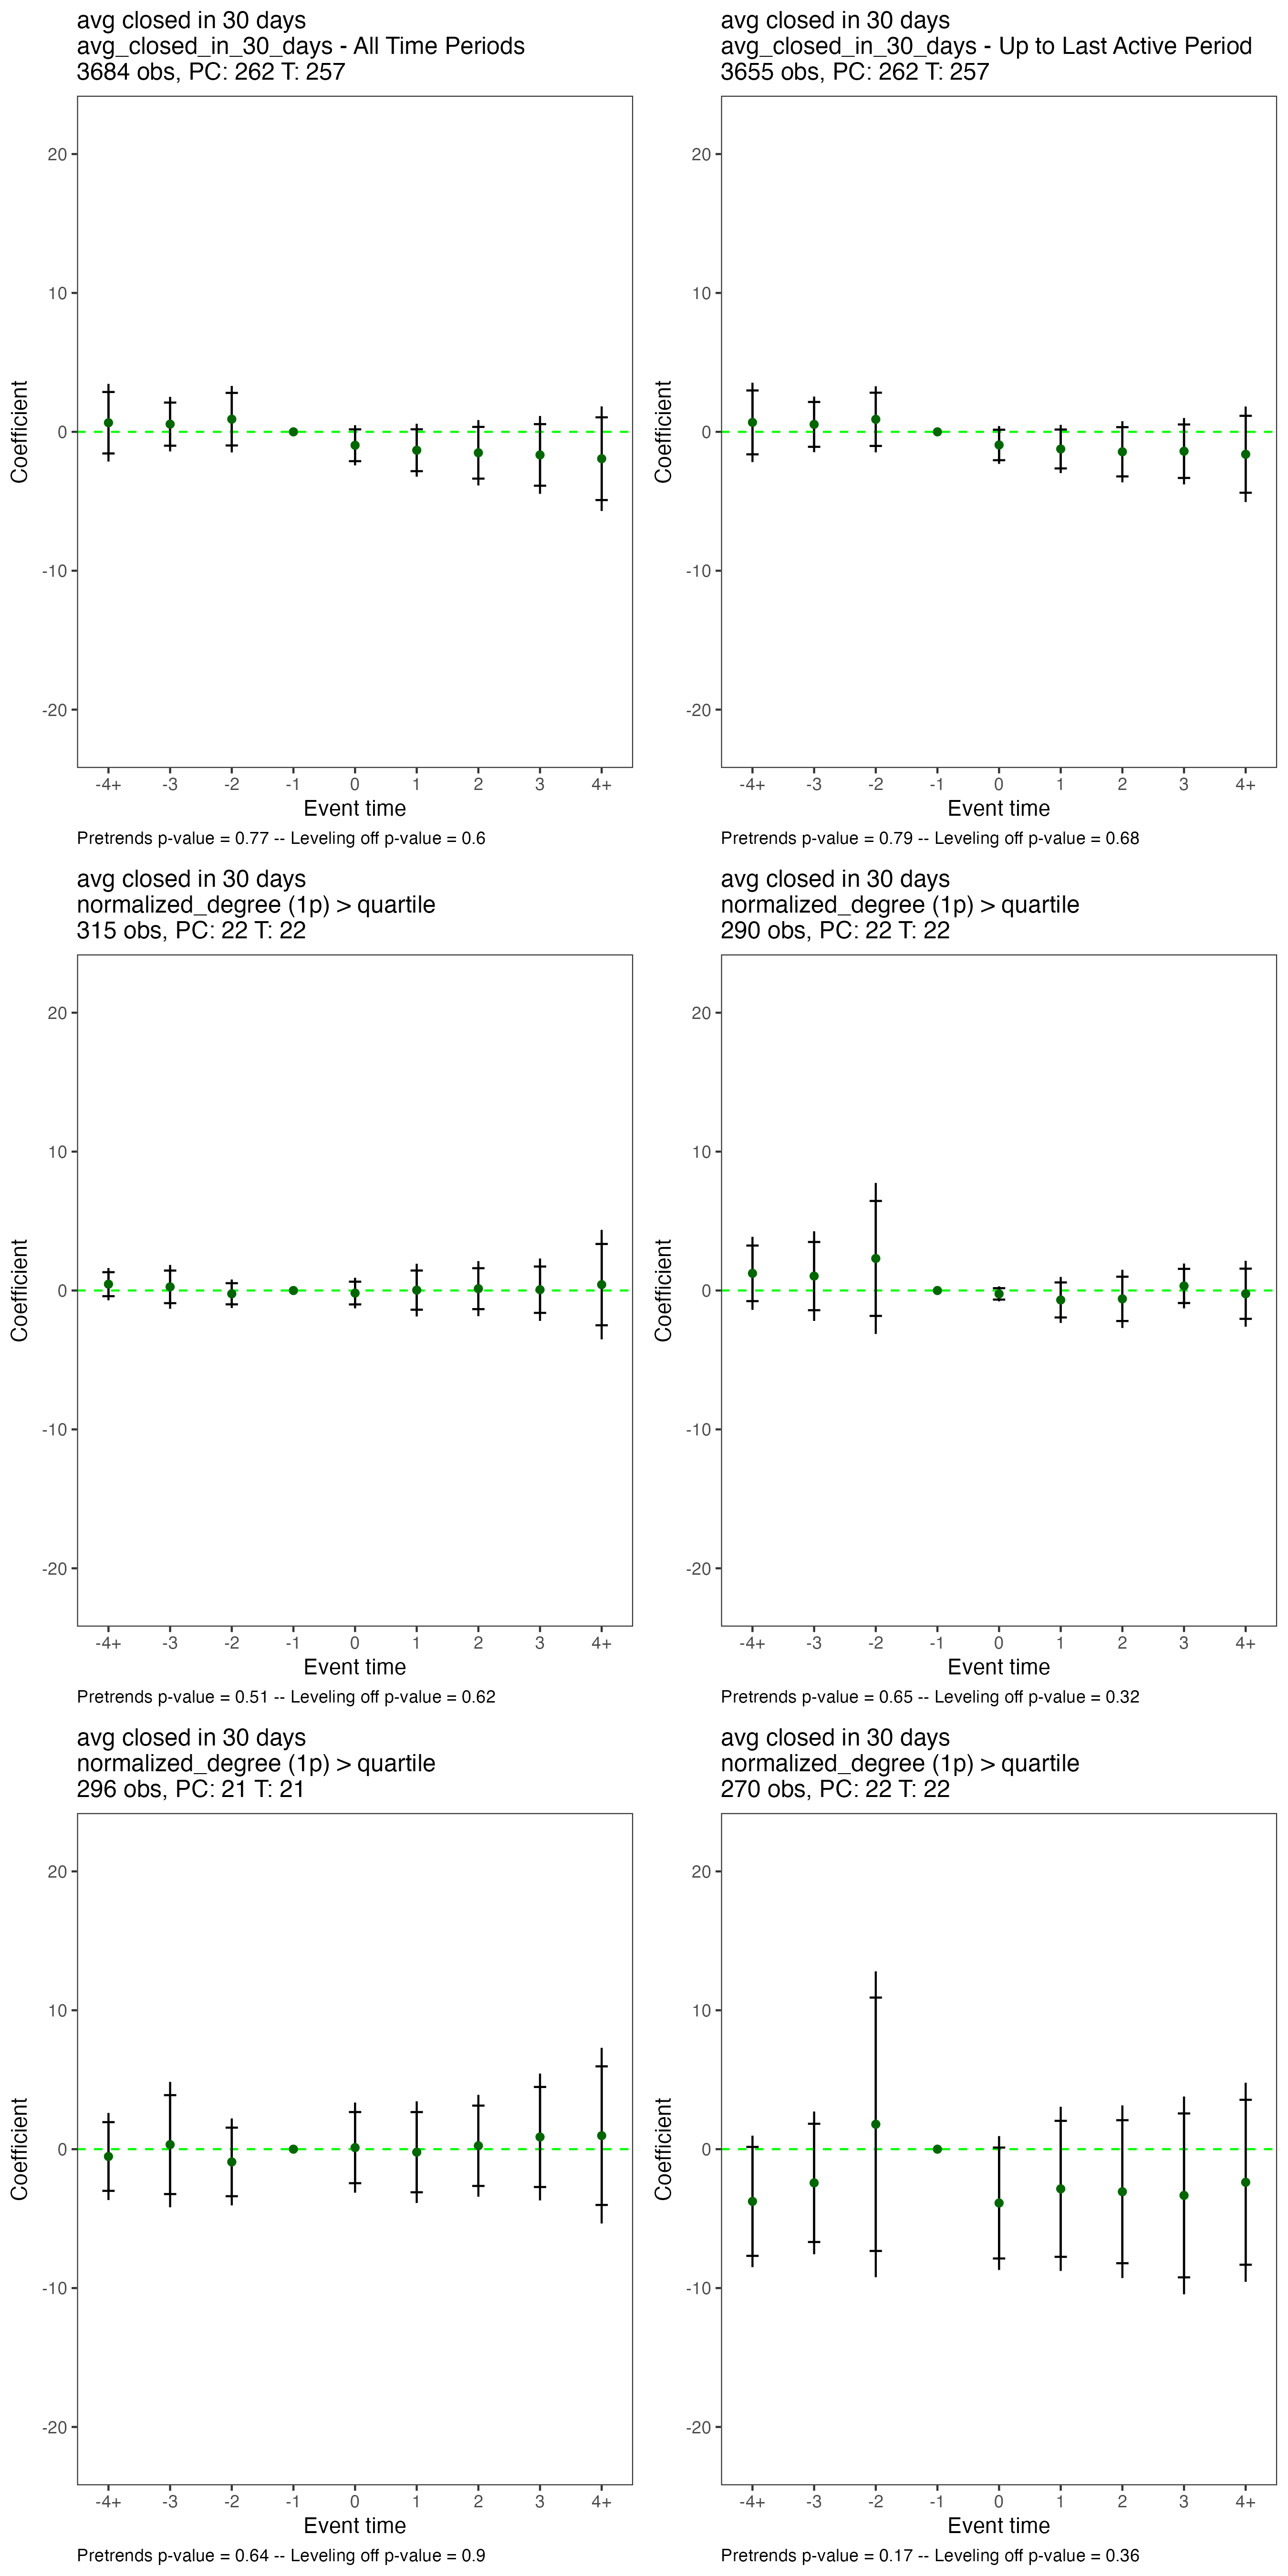 avg closed in 30 days
avg_closed_in_30_days - All Time Periods
3684 obs, PC: 262 T: 257
20
10
0
-10
-20
Coefficient
-4+ -3 -2 -1 0 1 2 3 4+
Event time
Pretrends p-value = 0.77 -- Leveling off p-value = 0.6
avg closed in 30 days
avg_closed_in_30_days - Up to Last Active Period
3655 obs, PC: 262 T: 257
20
10
0
-10
-20
Coefficient
-4+ -3 -2 -1 0 1 2 3 4+
Event time
Pretrends p-value = 0.79 -- Leveling off p-value = 0.68
avg closed in 30 days
normalized_degree (1p) > quartile
315 obs, PC: 22 T: 22
20
10
0
-10
-20
Coefficient
-4+ -3 -2 -1 0 1 2 3 4+
Event time
Pretrends p-value = 0.51 -- Leveling off p-value = 0.62
avg closed in 30 days
normalized_degree (1p) > quartile
290 obs, PC: 22 T: 22
20
10
0
-10
-20
Coefficient
-4+ -3 -2 -1 0 1 2 3 4+
Event time
Pretrends p-value = 0.65 -- Leveling off p-value = 0.32
avg closed in 30 days
normalized_degree (1p) > quartile
296 obs, PC: 21 T: 21
20
10
0
-10
-20
Coefficient
-4+ -3 -2 -1 0 1 2 3 4+
Event time
Pretrends p-value = 0.64 -- Leveling off p-value = 0.9
avg closed in 30 days
normalized_degree (1p) > quartile
270 obs, PC: 22 T: 22
20
10
0
-10
-20
Coefficient
-4+ -3 -2 -1 0 1 2 3 4+
Event time
Pretrends p-value = 0.17 -- Leveling off p-value = 0.36